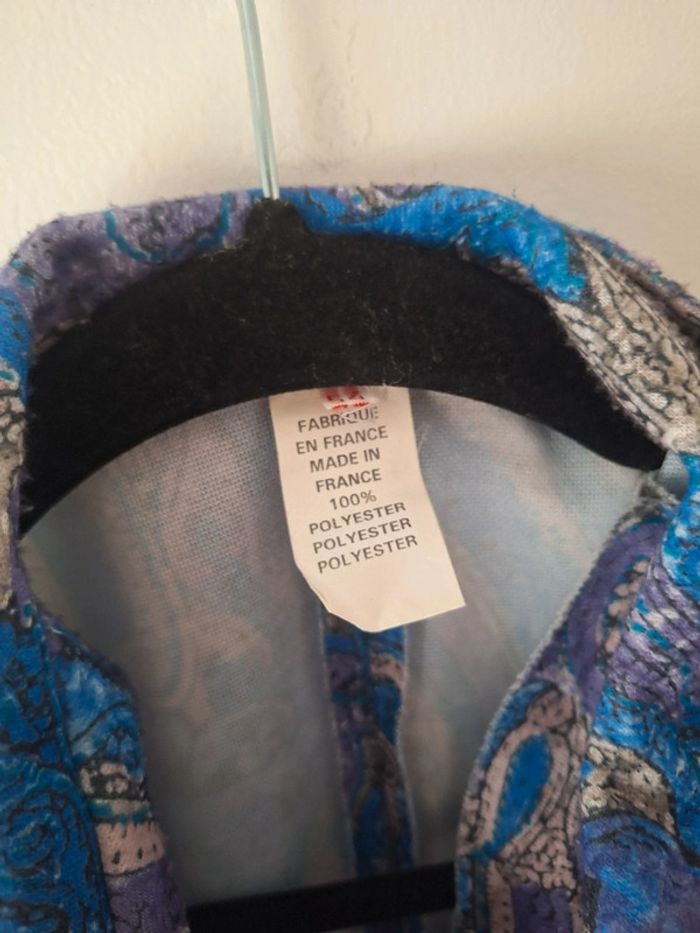 FABRIQUE
EN FRANCE
MADE IN
FRANCE
100%
POLYESTER
POLYESTER
POLYESTER